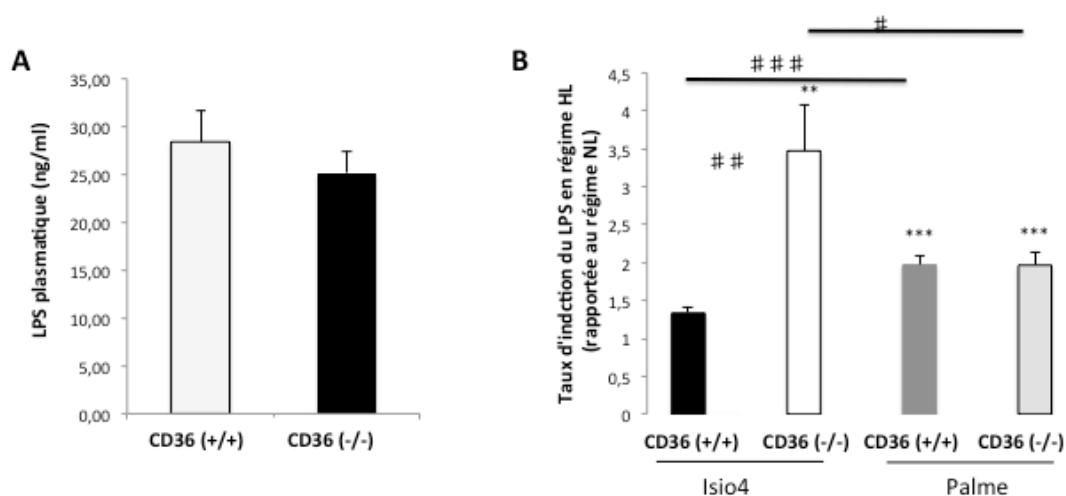 A
LPS plasmatique (ng/ml)
35,00
30,00
25,00
20,00
15,00
10,00
5,00
0,00
CD36 (+/+) CD36 (-/-)
B
#
###
Taux d'indction du LPS en régime HL
(rapportée au régime NL)
4,5
4
3,5
3
2,5
2
1,5
1
0,5
0
**
##
*** ***
CD36 (+/+) CD36 (-/-) CD36 (+/+) CD36 (-/-)
Isio4 Palme